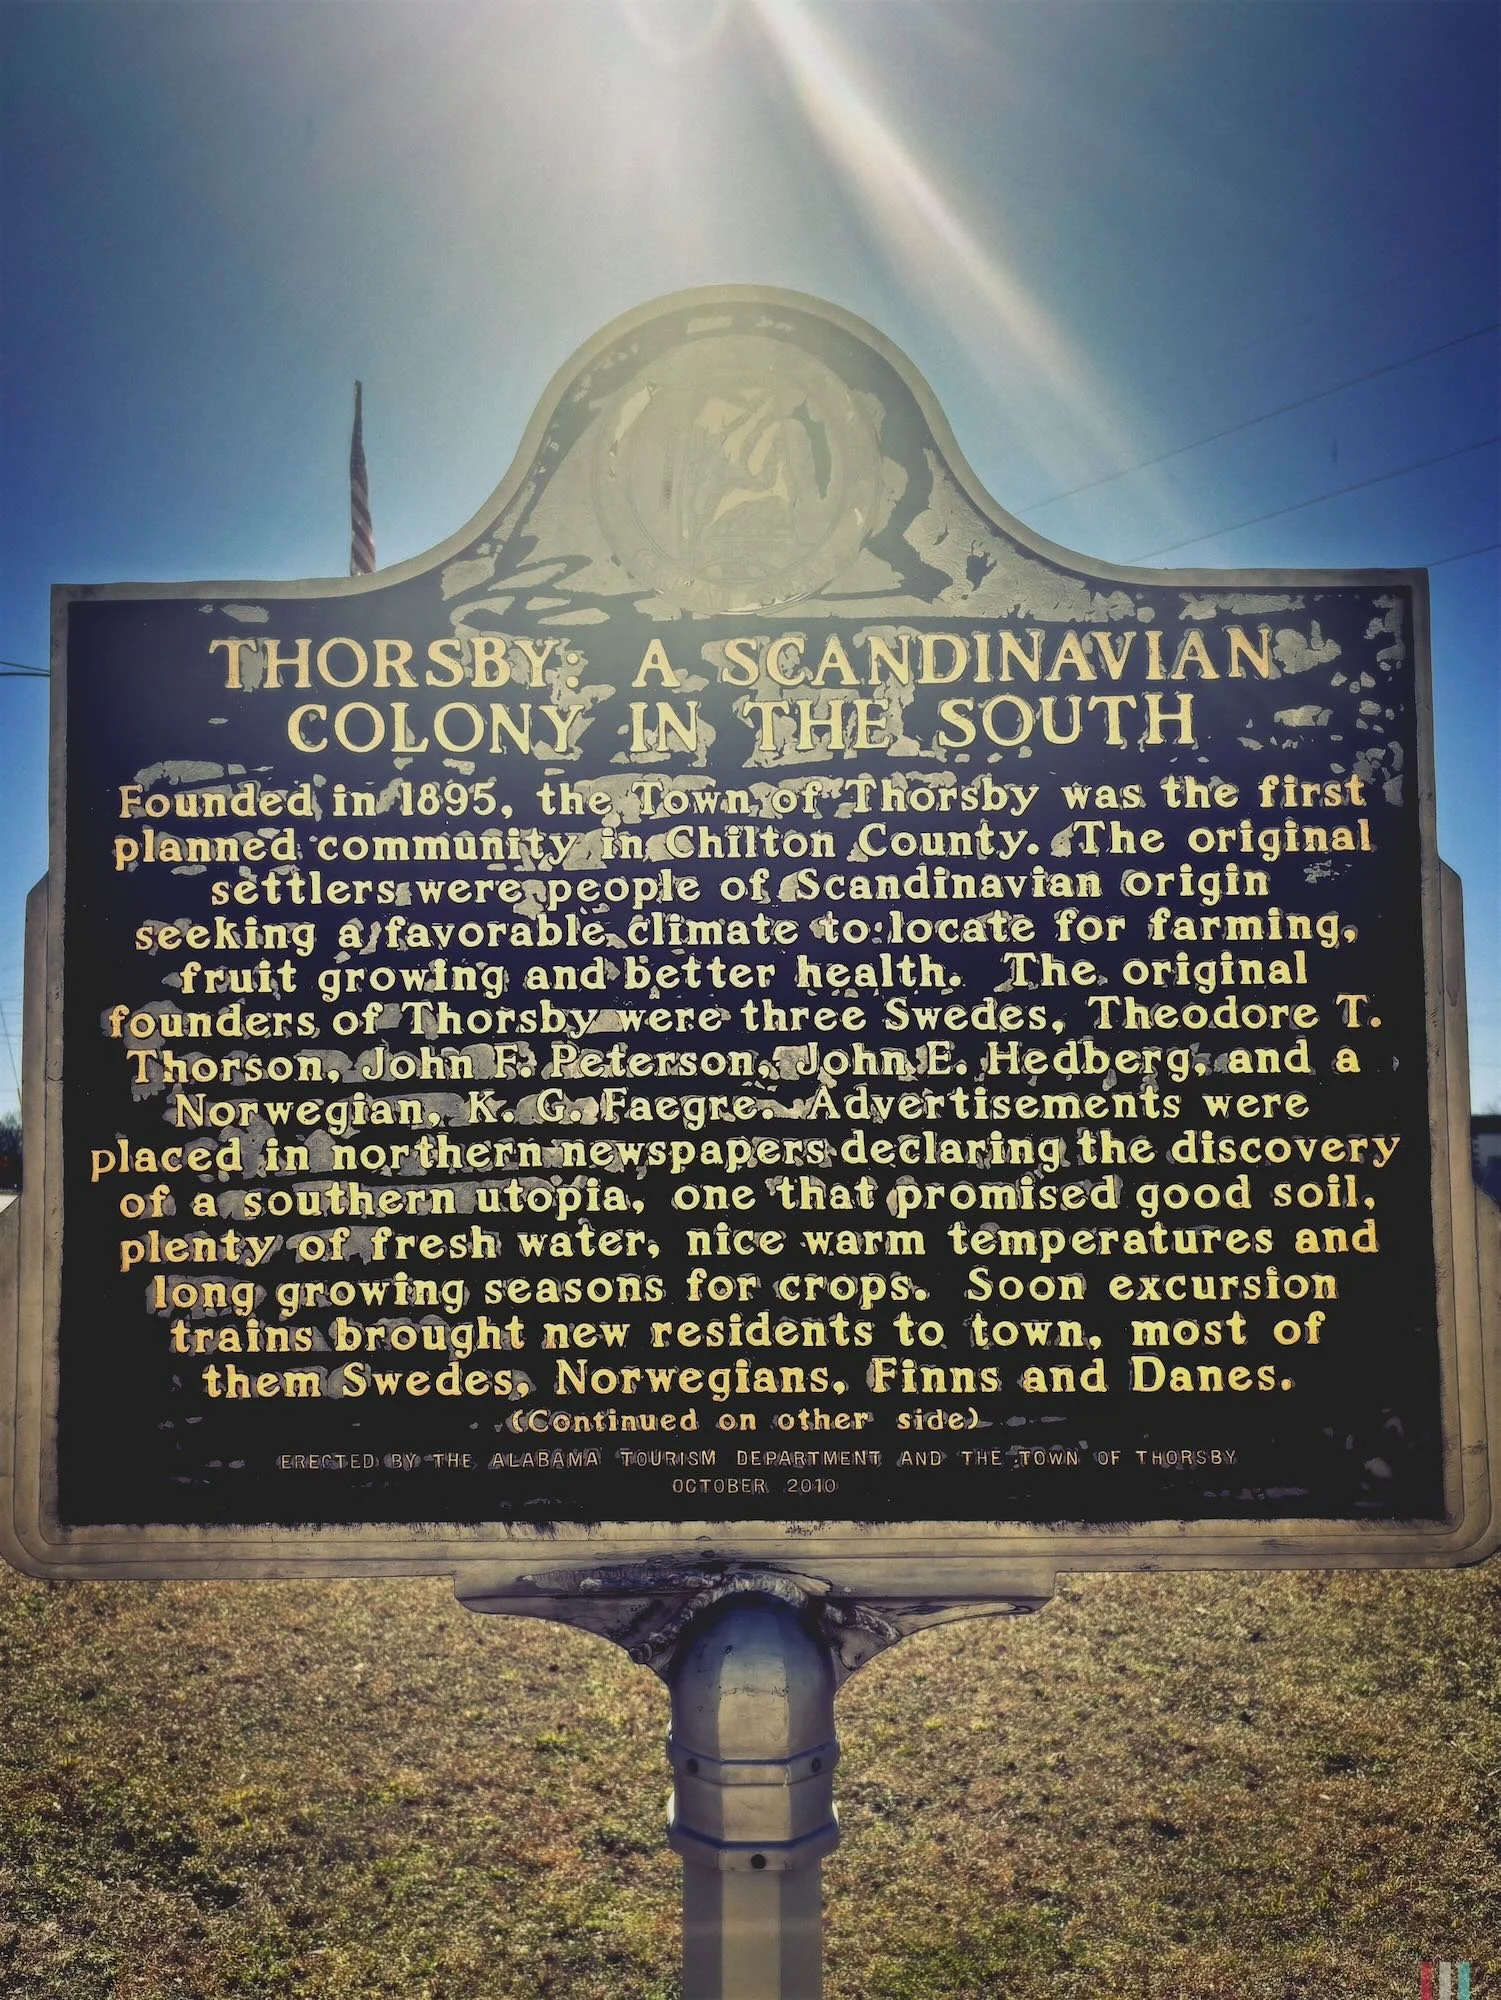 THORSBY: A SCANDINAVIAN
COLONY IN THE SOUTH
Founded in 1895, the Town of Thorsby was the first
planned community in Chilton County. The original
settlers were people of Scandinavian origin
seeking a favorable climate to locate for farming,
fruit growing and better health. The original
founders of Thorsby were three Swedes, Theodore T.
Thorson, John F. Peterson, John E. Hedberg, and a
Norwegian, K. G. Faegre. Advertisements were
placed in northern newspapers declaring the discovery
of a southern utopia, one that promised good soil,
plenty of fresh water, nice warm temperatures and
long growing seasons for crops. Soon excursion
trains brought new residents to town, most of
them Swedes, Norwegians, Finns and Danes.
(Continued on other side)
ERECTED BY THE ALABAMA TOURISM DEPARTMENT AND THE TOWN OF THORSBY
OCTOBER 2010